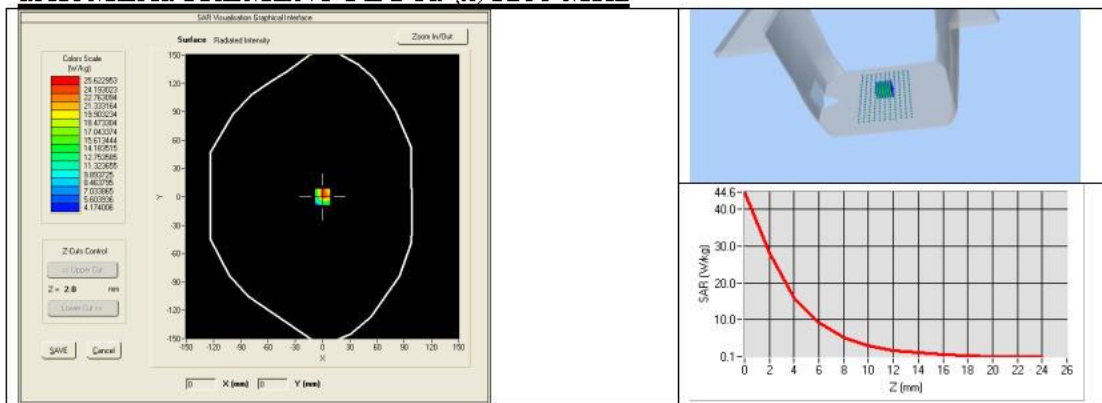 SAR Visualisation Graphical Interface
Surface Radiated Intensity
Zoom In/Out
Colors Scale
(W/kg)
25.622953
24.193023
22.763094
21.333164
19.903234
18.473304
17.043374
15.613444
14.183515
12.753585
11.323655
9.893725
8.463795
7.033865
5.603936
4.174006
Z-Cuts Control
<< Upper Cut
Z = 2.0 mm
Lower Cut >>
SAVE Cancel
150
120
90
60
30
0
-30
-60
-90
-120
-150
Y
-150 -120 -90 -60 -30 0 30 60 90 120 150
X
0 X (mm) 0 Y (mm)
44.6
40.0
30.0
20.0
10.0
0.1
SAR (W/kg)
0 2 4 6 8 10 12 14 16 18 20 22 24 26
Z (mm)